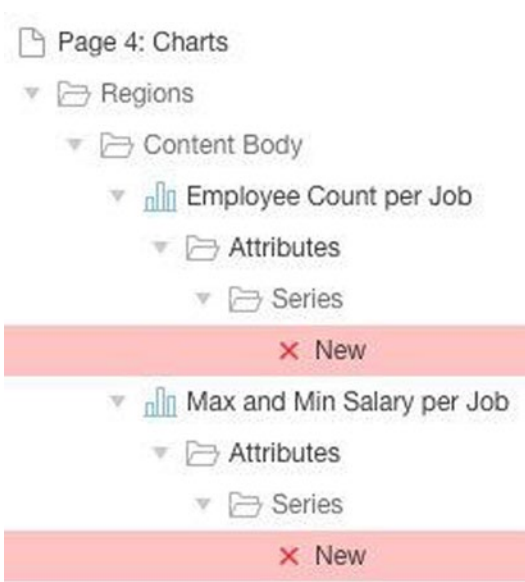 Page 4: Charts
Regions
Content Body
Employee Count per Job
Attributes
Series
New
Max and Min Salary per Job
Attributes
Series
New